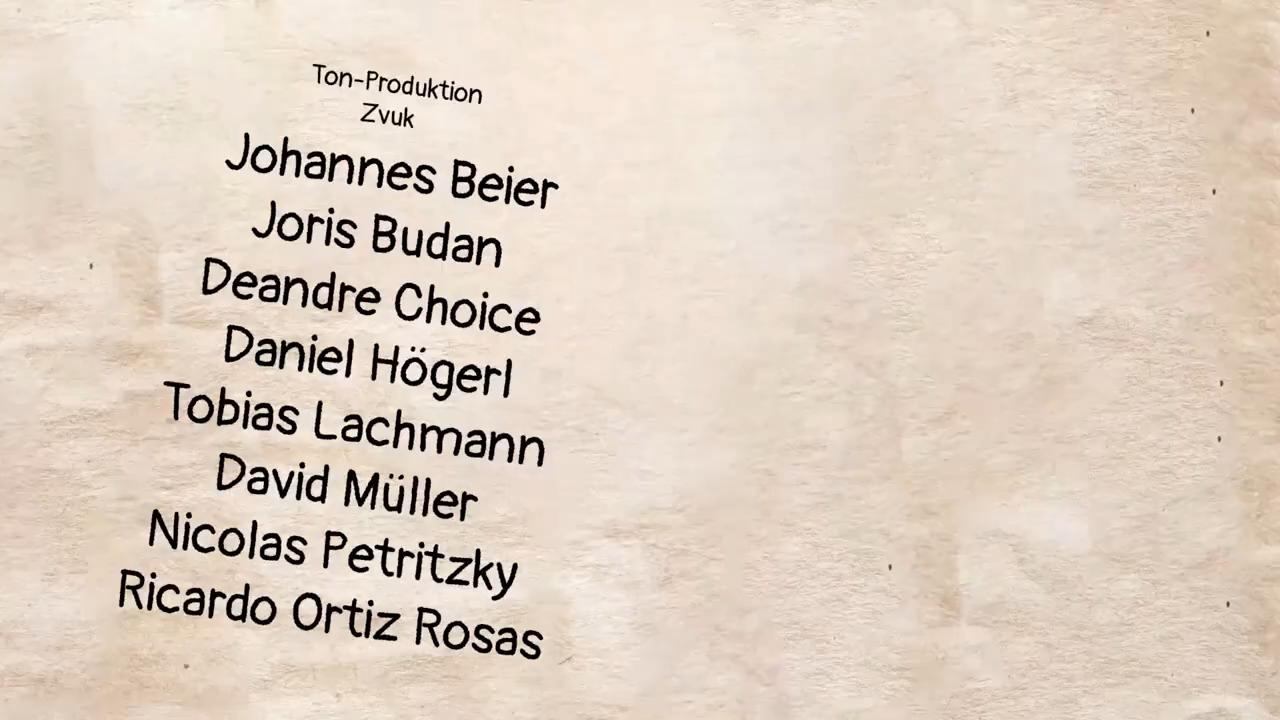 Ton-Produktion
Zvuk
Johannes Beier
Joris Budan
Deandre Choice
Daniel Högerl
Tobias Lachmann
David Müller
Nicolas Petritzky
Ricardo Ortiz Rosas